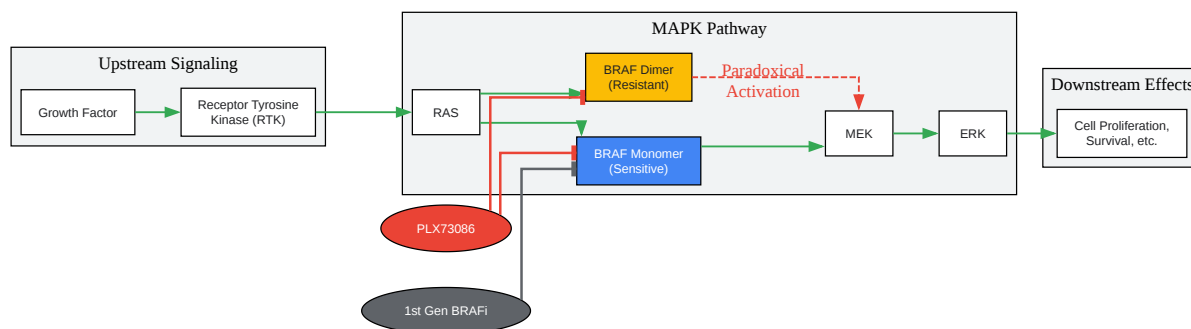 Upstream Signaling
Growth Factor
Receptor Tyrosine
Kinase (RTK)
MAPK Pathway
RAS
BRAF Dimer
(Resistant)
Paradoxical
Activation
BRAF Monomer
(Sensitive)
MEK
ERK
Downstream Effects
Cell Proliferation,
Survival, etc.
PLX73086
1st Gen BRAFi